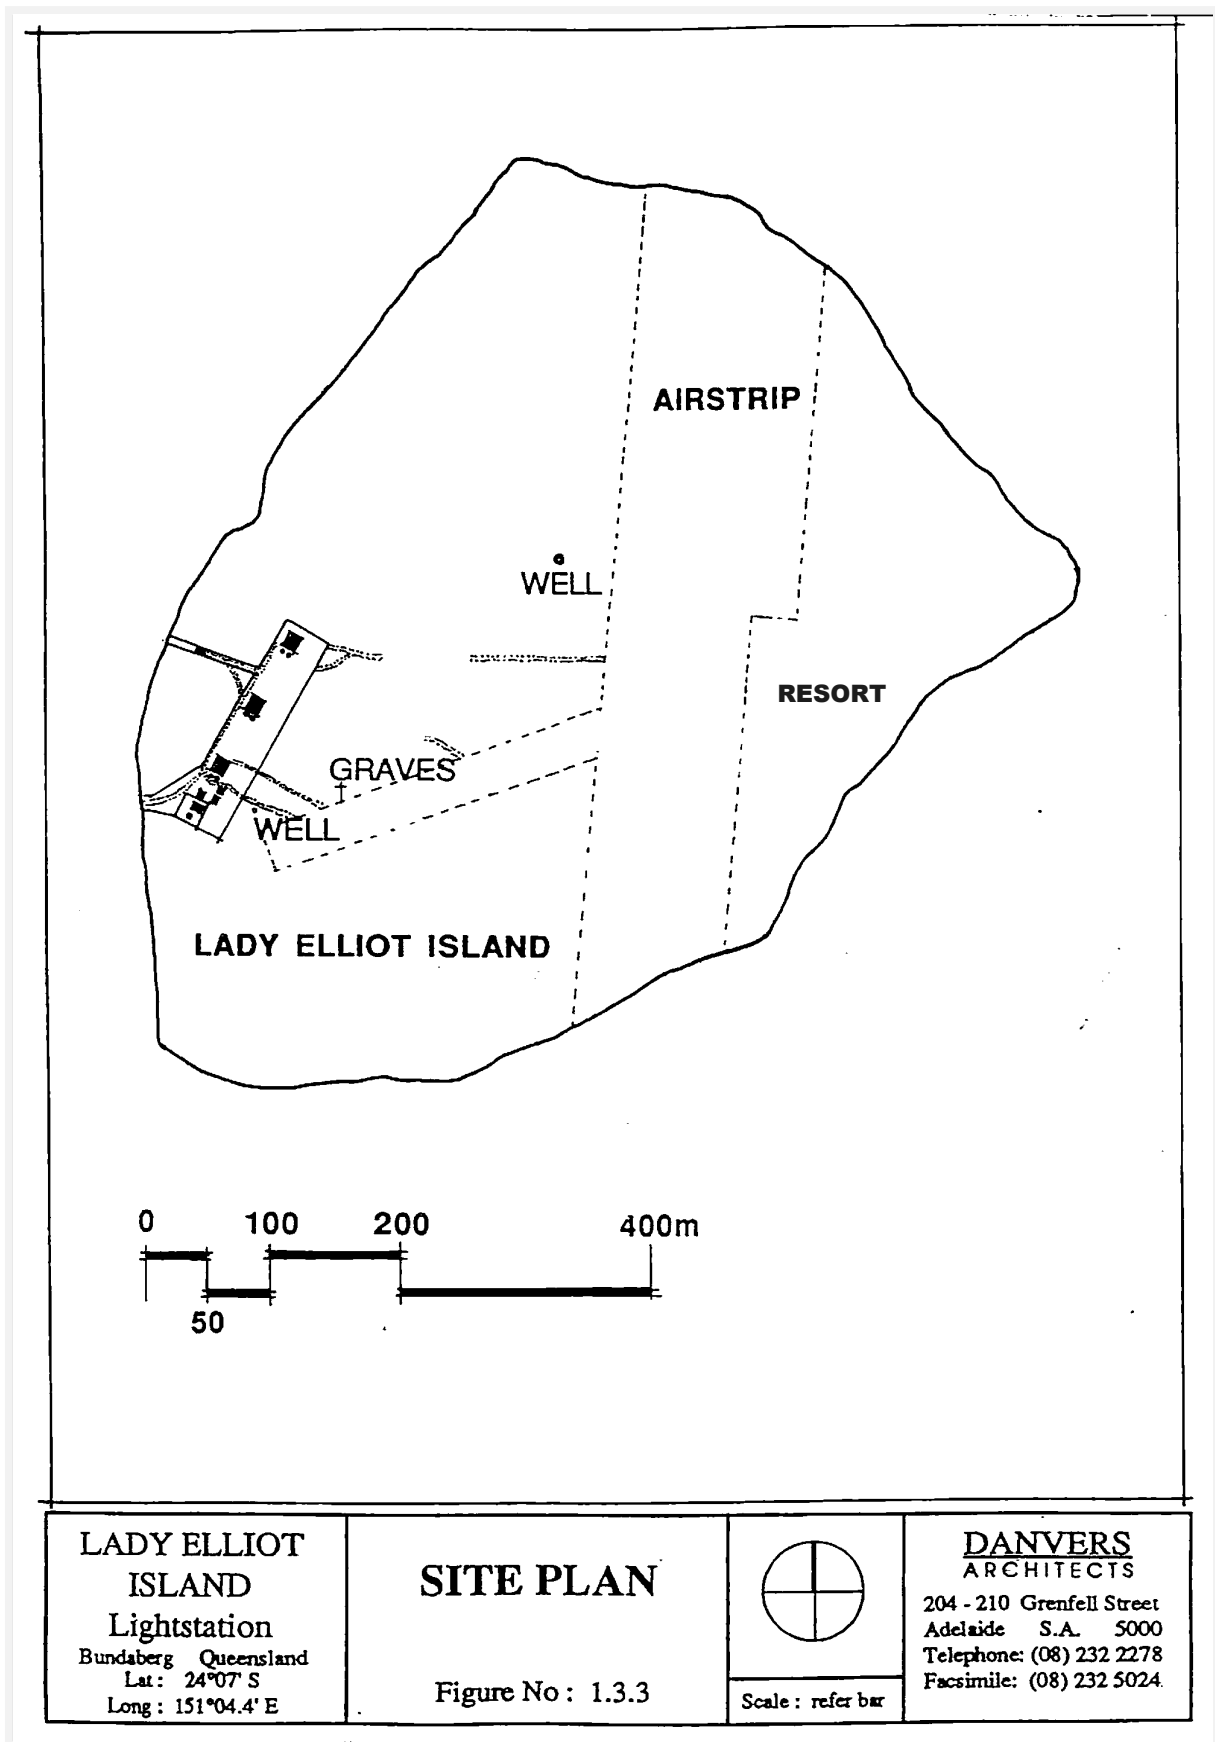 AIRSTRIP
WELL
RESORT
GRAVES
WELL
LADY ELLIOT ISLAND
0 100 200 400m
50
LADY ELLIOT
ISLAND
Lightstation
Bundaberg Queensland
Lat: 24°07' S
Long: 151°04.4' E
SITE PLAN
Figure No: 1.3.3
Scale: refer bar
DANVERS
ARCHITECTS
204 - 210 Grenfell Street
Adelaide S.A. 5000
Telephone: (08) 232 2278
Facsimile: (08) 232 5024